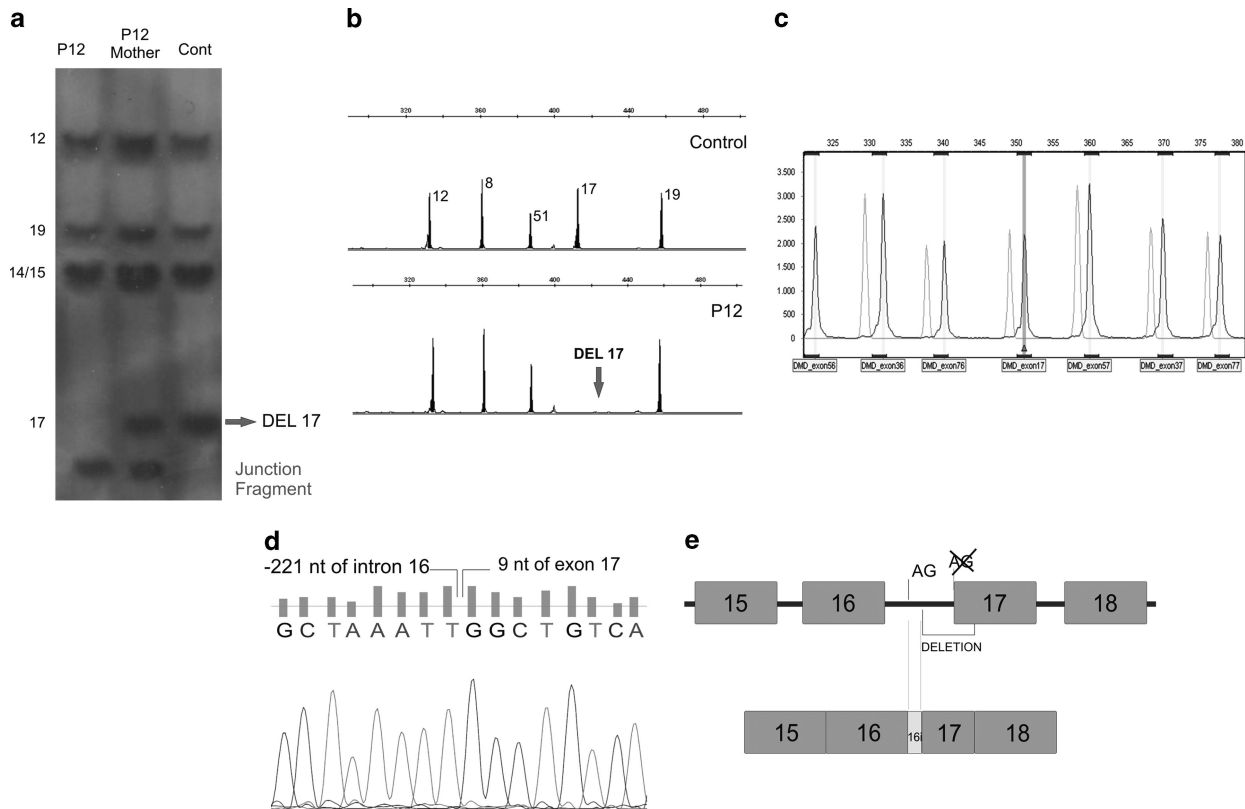 a
P12
P12
Mother
Cont
12
19
14/15
17
DEL 17
Junction
Fragment
b
320 360 400 440 480
Control
12 8 51 17 19
320 360 400 440 480
P12
DEL 17
c
325 330 335 340 345 350 355 360 365 370 375 380
3.500
3.000
2.500
2.000
1.500
1.000
500
0
DMD_exon56 DMD_exon36 DMD_exon76 DMD_exon17 DMD_exon57 DMD_exon37 DMD_exon77
d
-221 nt of intron 16 9 nt of exon 17
GCTAAATTGGCTGTCA
e
AG AG
15 16 17 18
DELETION
15 16 16i 17 18